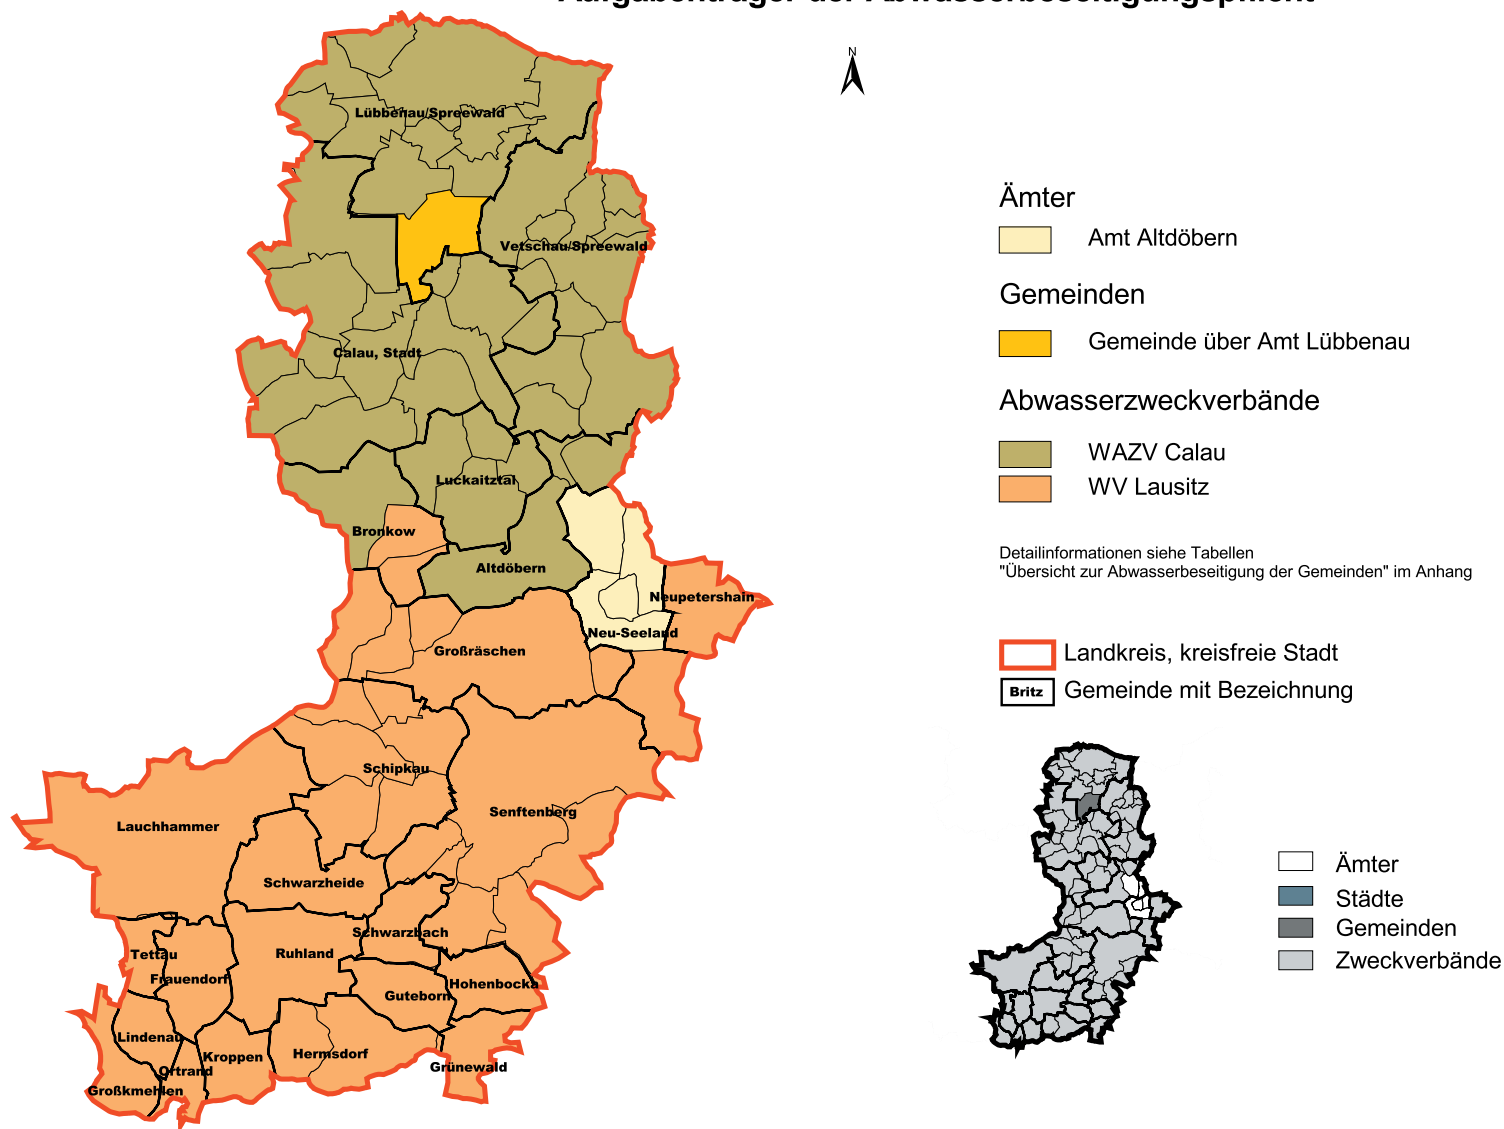 Aufgabenträger der Abwasserbeseitigungspflicht
N
Lübbenau/Spreewald
Vetschau/Spreewald
Calau, Stadt
Luckaitztal
Bronkow
Altdöbern
Neupetershain
Neu-Seeland
Großräschen
Schipkau
Senftenberg
Lauchhammer
Schwarzheide
Schwarzbach
Tettau
Ruhland
Frauendorf
Hohenbocka
Guteborn
Lindenau
Kroppen
Hermsdorf
Ortrand
Grünewald
Großkmehlen
Ämter
Amt Altdöbern
Gemeinden
Gemeinde über Amt Lübbenau
Abwasserzweckverbände
WAZV Calau
WV Lausitz
Detailinformationen siehe Tabellen
"Übersicht zur Abwasserbeseitigung der Gemeinden" im Anhang
Landkreis, kreisfreie Stadt
Britz Gemeinde mit Bezeichnung
Ämter
Städte
Gemeinden
Zweckverbände